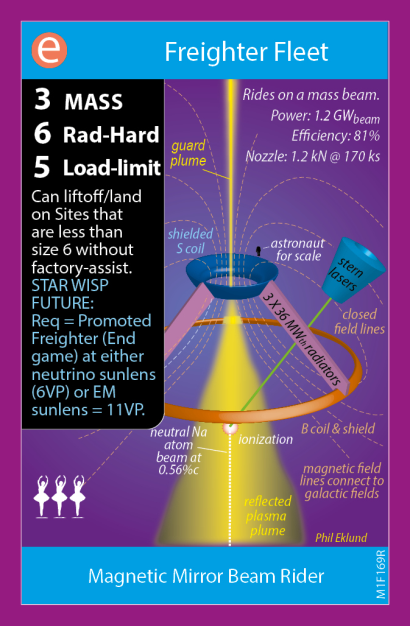 e
Freighter Fleet
3 MASS
6 Rad-Hard
5 Load-limit
Can liftoff/land
on Sites that
are less than
size 6 without
factory-assist.
STAR WISP
FUTURE:
Req = Promoted
Freighter (End
game) at either
neutrino sunlens
(6VP) or EM
sunlens = 11VP.
Rides on a mass beam.
Power: 1.2 GWbeam
Efficiency: 81%
Nozzle: 1.2 kN @ 170 ks
guard
plume
shielded
S coil
astronaut
for scale
stern
lasers
3 X 36 MWth radiators
closed
field lines
B coil & shield
neutral Na
atom
beam at
0.56%c
ionization
magnetic field
lines connect to
galactic fields
reflected
plasma
plume
Phil Eklund
Magnetic Mirror Beam Rider
M1F169R